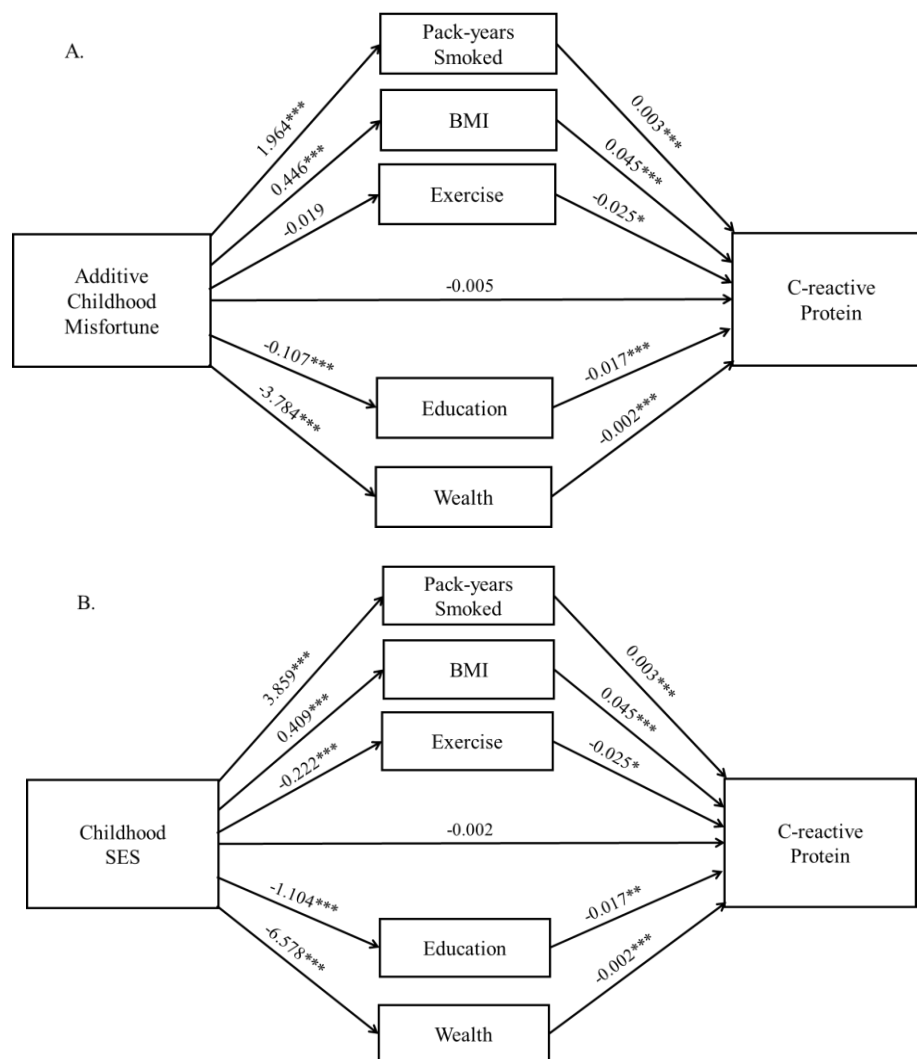 A.
Pack-years
Smoked
BMI
Exercise
Additive
Childhood
Misfortune
C-reactive
Protein
Education
Wealth
1.964***
0.446***
-0.019
-0.005
-0.107***
-3.784***
0.003***
0.045***
-0.025*
-0.017***
-0.002***
B.
Pack-years
Smoked
BMI
Exercise
Childhood
SES
C-reactive
Protein
Education
Wealth
3.859***
0.409***
-0.222***
-0.002
-1.104***
-6.578***
0.003***
0.045***
-0.025*
-0.017**
-0.002***